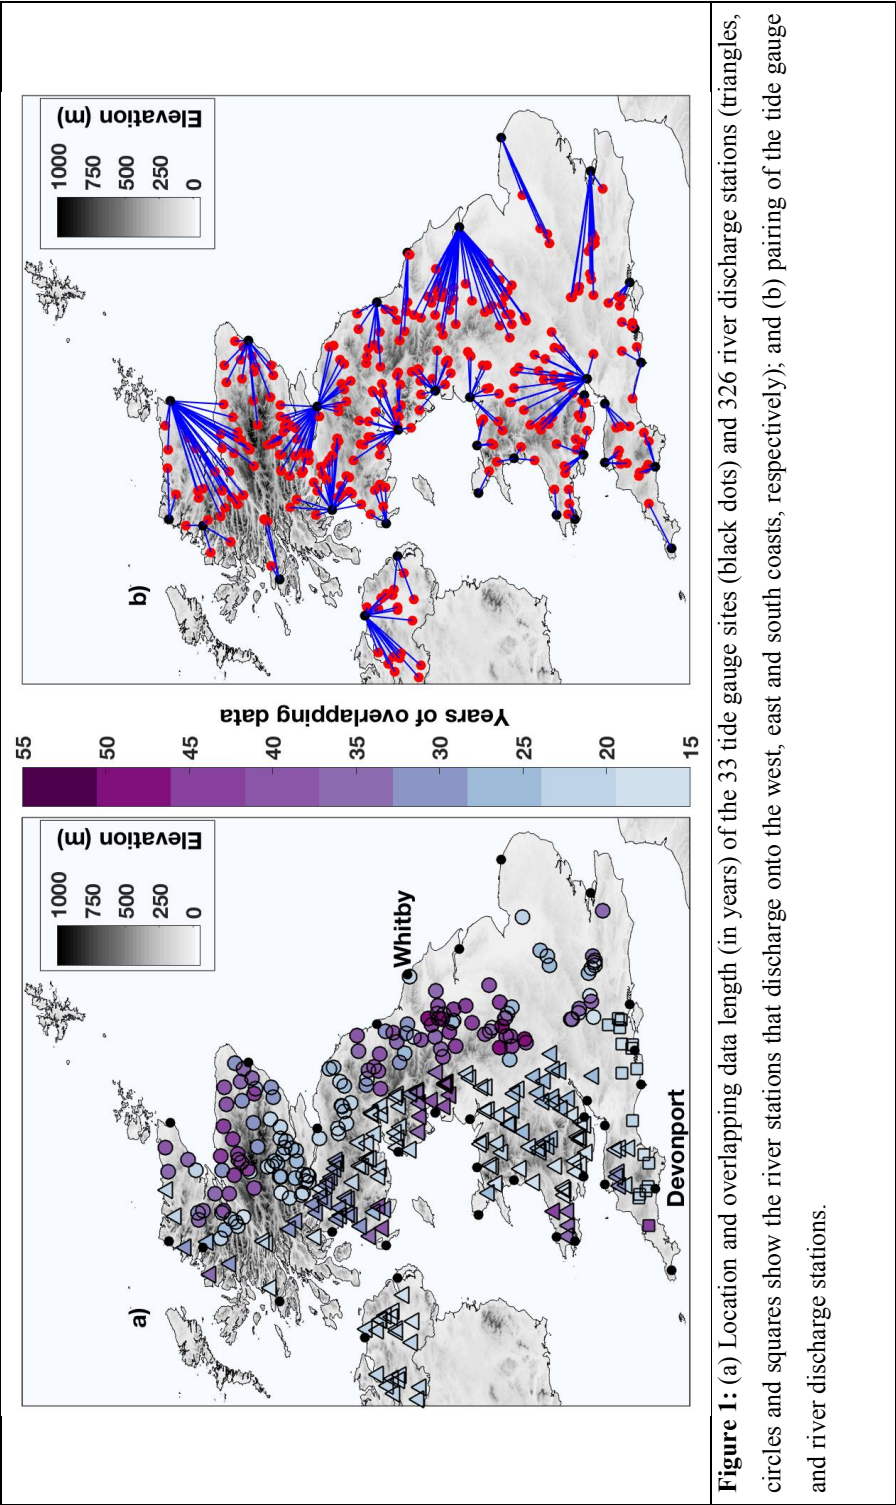 a)
Elevation
(m)
1000
750
500
250
0
Whitby
Devonport
55
50
45
40
35
30
25
20
15
Years of overlapping data
b)
Elevation
(m)
1000
750
500
250
0
Figure 1: (a) Location and overlapping data length (in years) of the 33 tide gauge sites (black dots) and 326 river discharge stations (triangles,
circles and squares show the river stations that discharge onto the west, east and south coasts, respectively); and (b) pairing of the tide gauge
and river discharge stations.